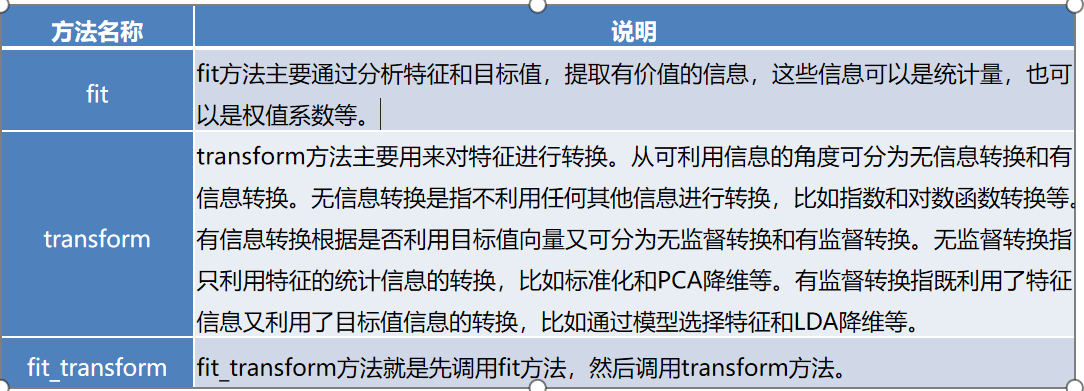 方法名称 说明
fit
fit方法主要通过分析特征和目标值，提取有价值的信息，这些信息可以是统计量，也可
以是权值系数等。
transform
transform方法主要用来对特征进行转换。从可利用信息的角度可分为无信息转换和有
信息转换。无信息转换是指不利用任何其他信息进行转换，比如指数和对数函数转换等。
有信息转换根据是否利用目标值向量又可分为无监督转换和有监督转换。无监督转换指
只利用特征的统计信息的转换，比如标准化和PCA降维等。有监督转换指既利用了特征
信息又利用了目标值信息的转换，比如通过模型选择特征和LDA降维等。
fit_transform fit_transform方法就是先调用fit方法，然后调用transform方法。